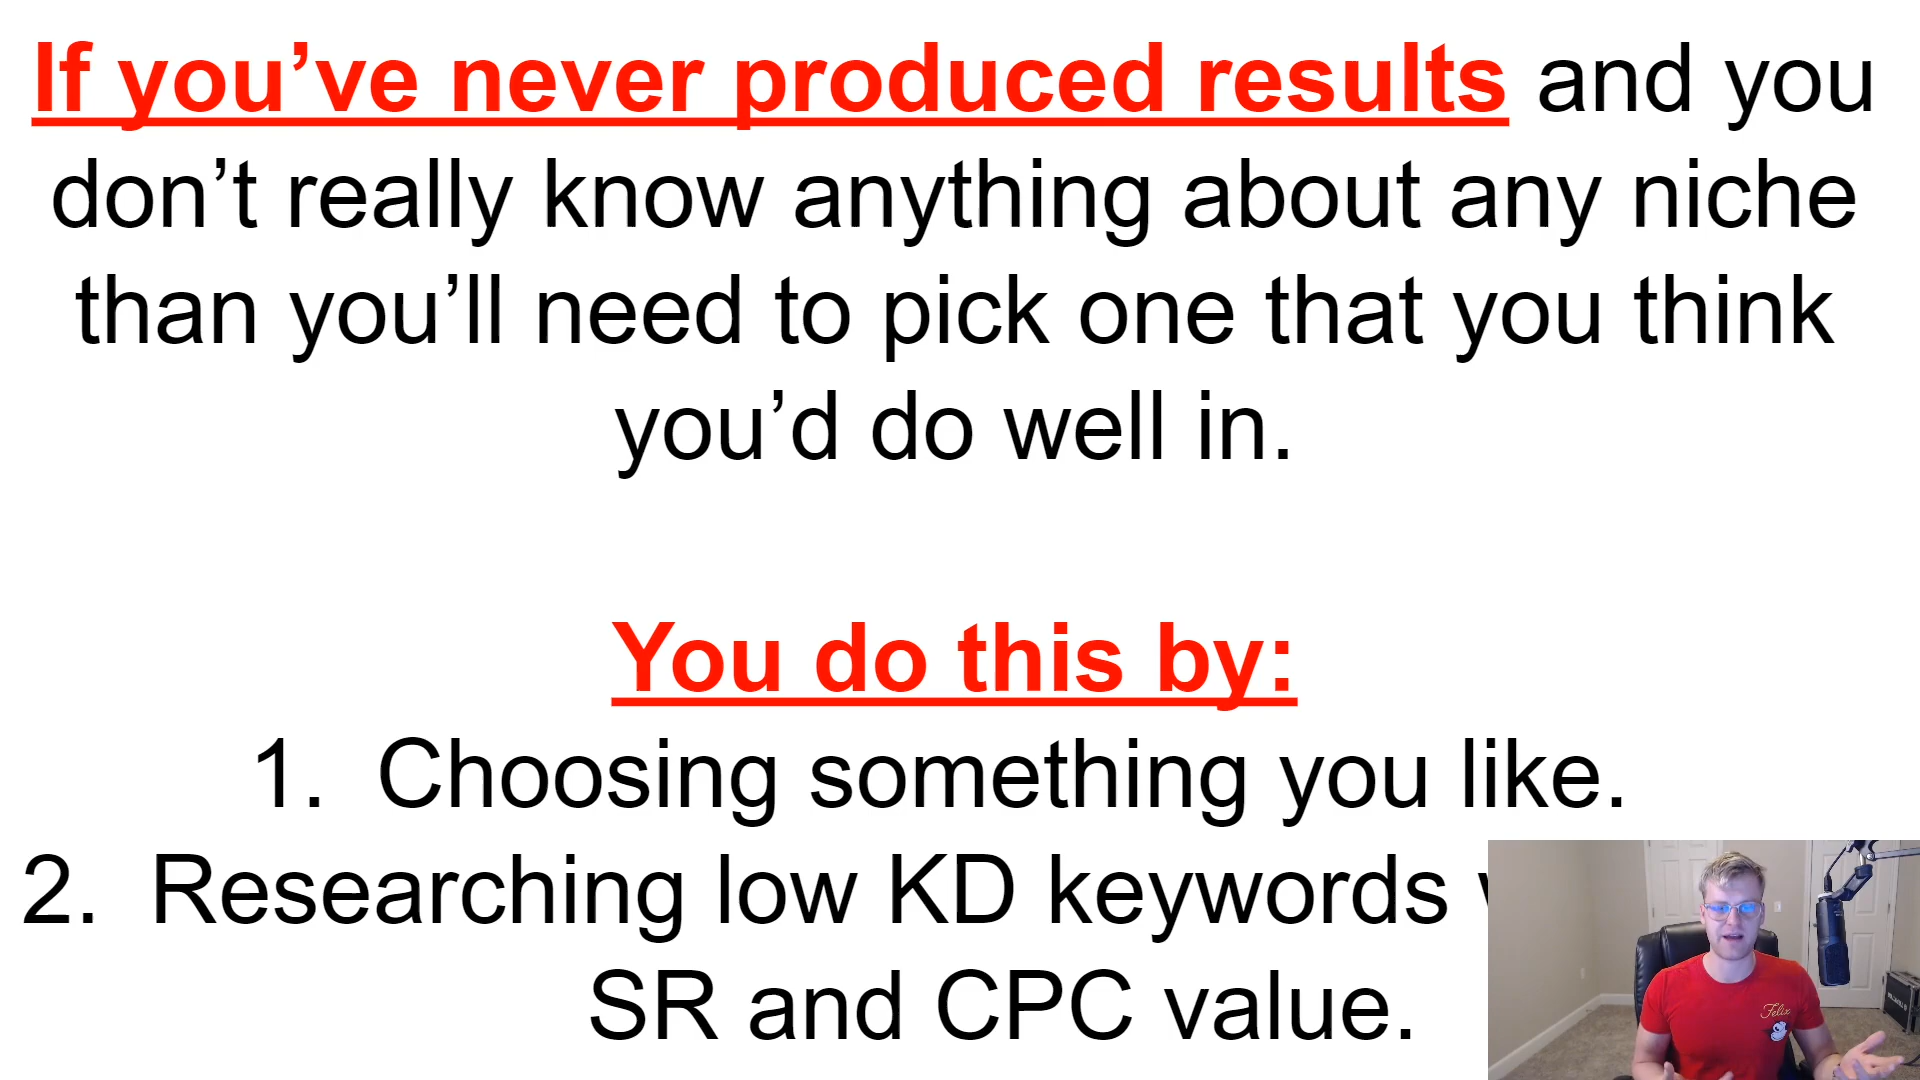 If you’ve never produced results and you
don’t really know anything about any niche
than you’ll need to pick one that you think
you’d do well in.
You do this by:
1. Choosing something you like.
2. Researching low KD keywords
SR and CPC value.
Felix